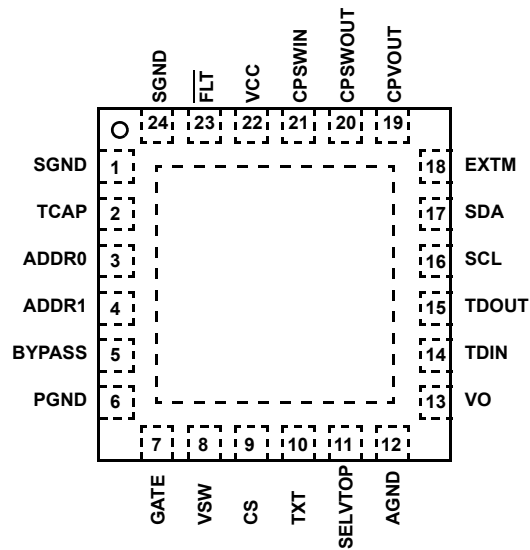 SGND
FLT
VCC
CPSWIN
CPSWOUT
CPVOUT
24 23 22 21 20 19
SGND 1
TCAP 2
ADDR0 3
ADDR1 4
BYPASS 5
PGND 6
18 EXTM
17 SDA
16 SCL
15 TDOUT
14 TDIN
13 VO
7 8 9 10 11 12
GATE
VSW
CS
TXT
SELVTOP
AGND